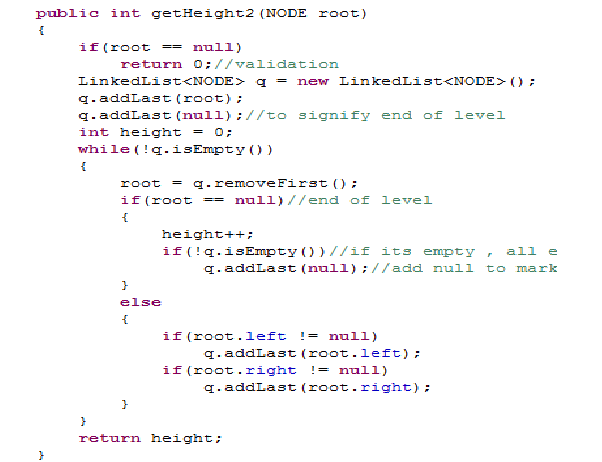 public int getHeight2(NODE root)
{
if(root == null)
return 0;//validation
LinkedList<NODE> q = new LinkedList<NODE>();
q.addLast(root);
q.addLast(null);//to signify end of level
int height = 0;
while(!q.isEmpty())
{
root = q.removeFirst();
if(root == null)//end of level
{
height++;
if(!q.isEmpty())//if its empty , all e
q.addLast(null);//add null to mark
}
else
{
if(root.left != null)
q.addLast(root.left);
if(root.right != null)
q.addLast(root.right);
}
}
return height;
}